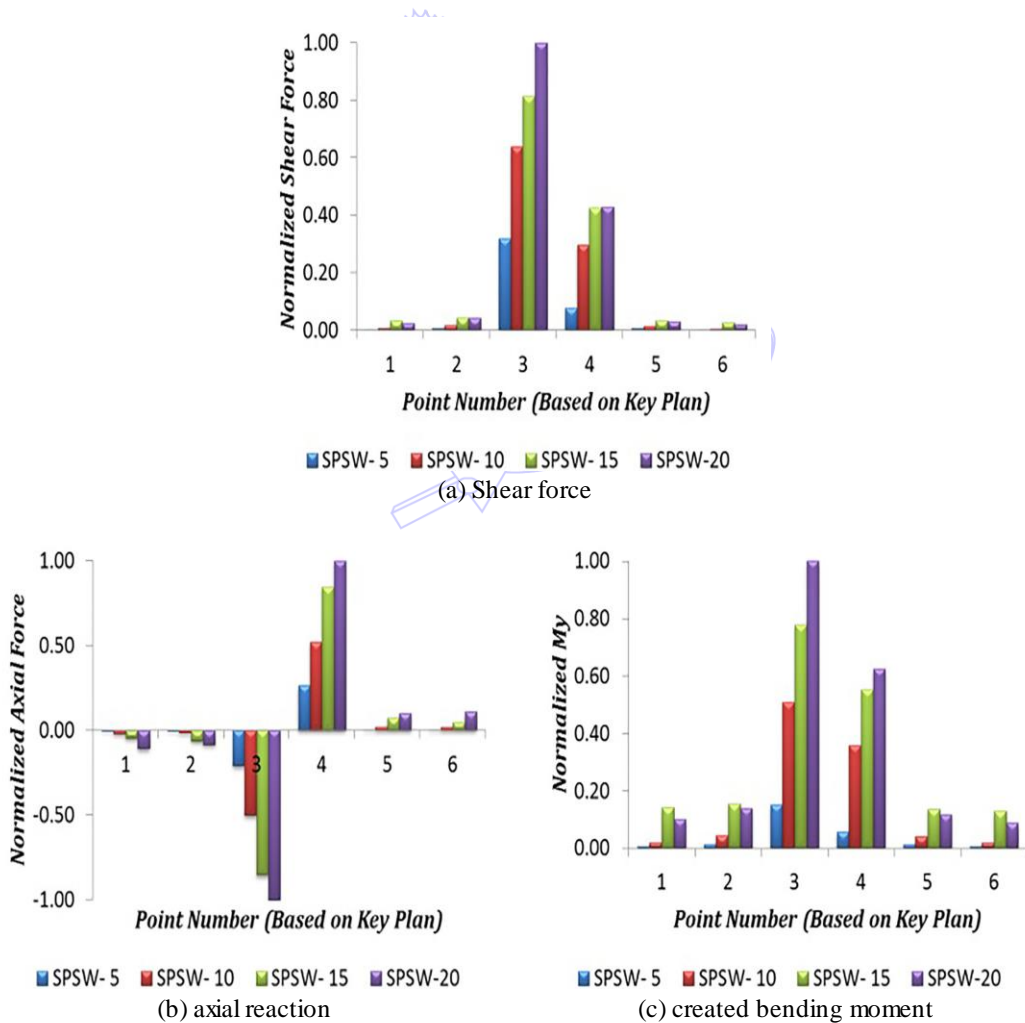 1.00
0.80
0.60
0.40
0.20
0.00
Normalized Shear Force
1 2 3 4 5 6
Point Number (Based on Key Plan)
SPSW- 5 SPSW- 10 SPSW- 15 SPSW-20
(a) Shear force
1.00
0.50
0.00
-0.50
-1.00
Normalized Axial Force
1 2 3 4 5 6
Point Number (Based on Key Plan)
SPSW- 5 SPSW- 10 SPSW- 15 SPSW-20
(b) axial reaction
1.00
0.80
0.60
0.40
0.20
0.00
Normalized My
1 2 3 4 5 6
Point Number (Based on Key Plan)
SPSW- 5 SPSW- 10 SPSW- 15 SPSW-20
(c) created bending moment